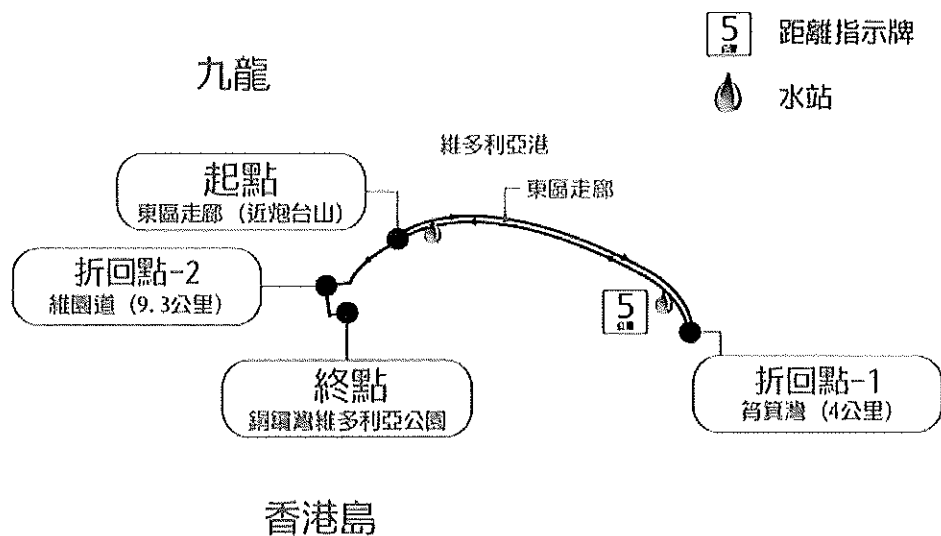 5
公里
距離指示牌
水站
九龍
維多利亞港
東區走廊
起點
東區走廊 (近炮台山)
折回點-2
維園道 (9.3公里)
5
公里
終點
銅鑼灣維多利亞公園
折回點-1
筲箕灣 (4公里)
香港島